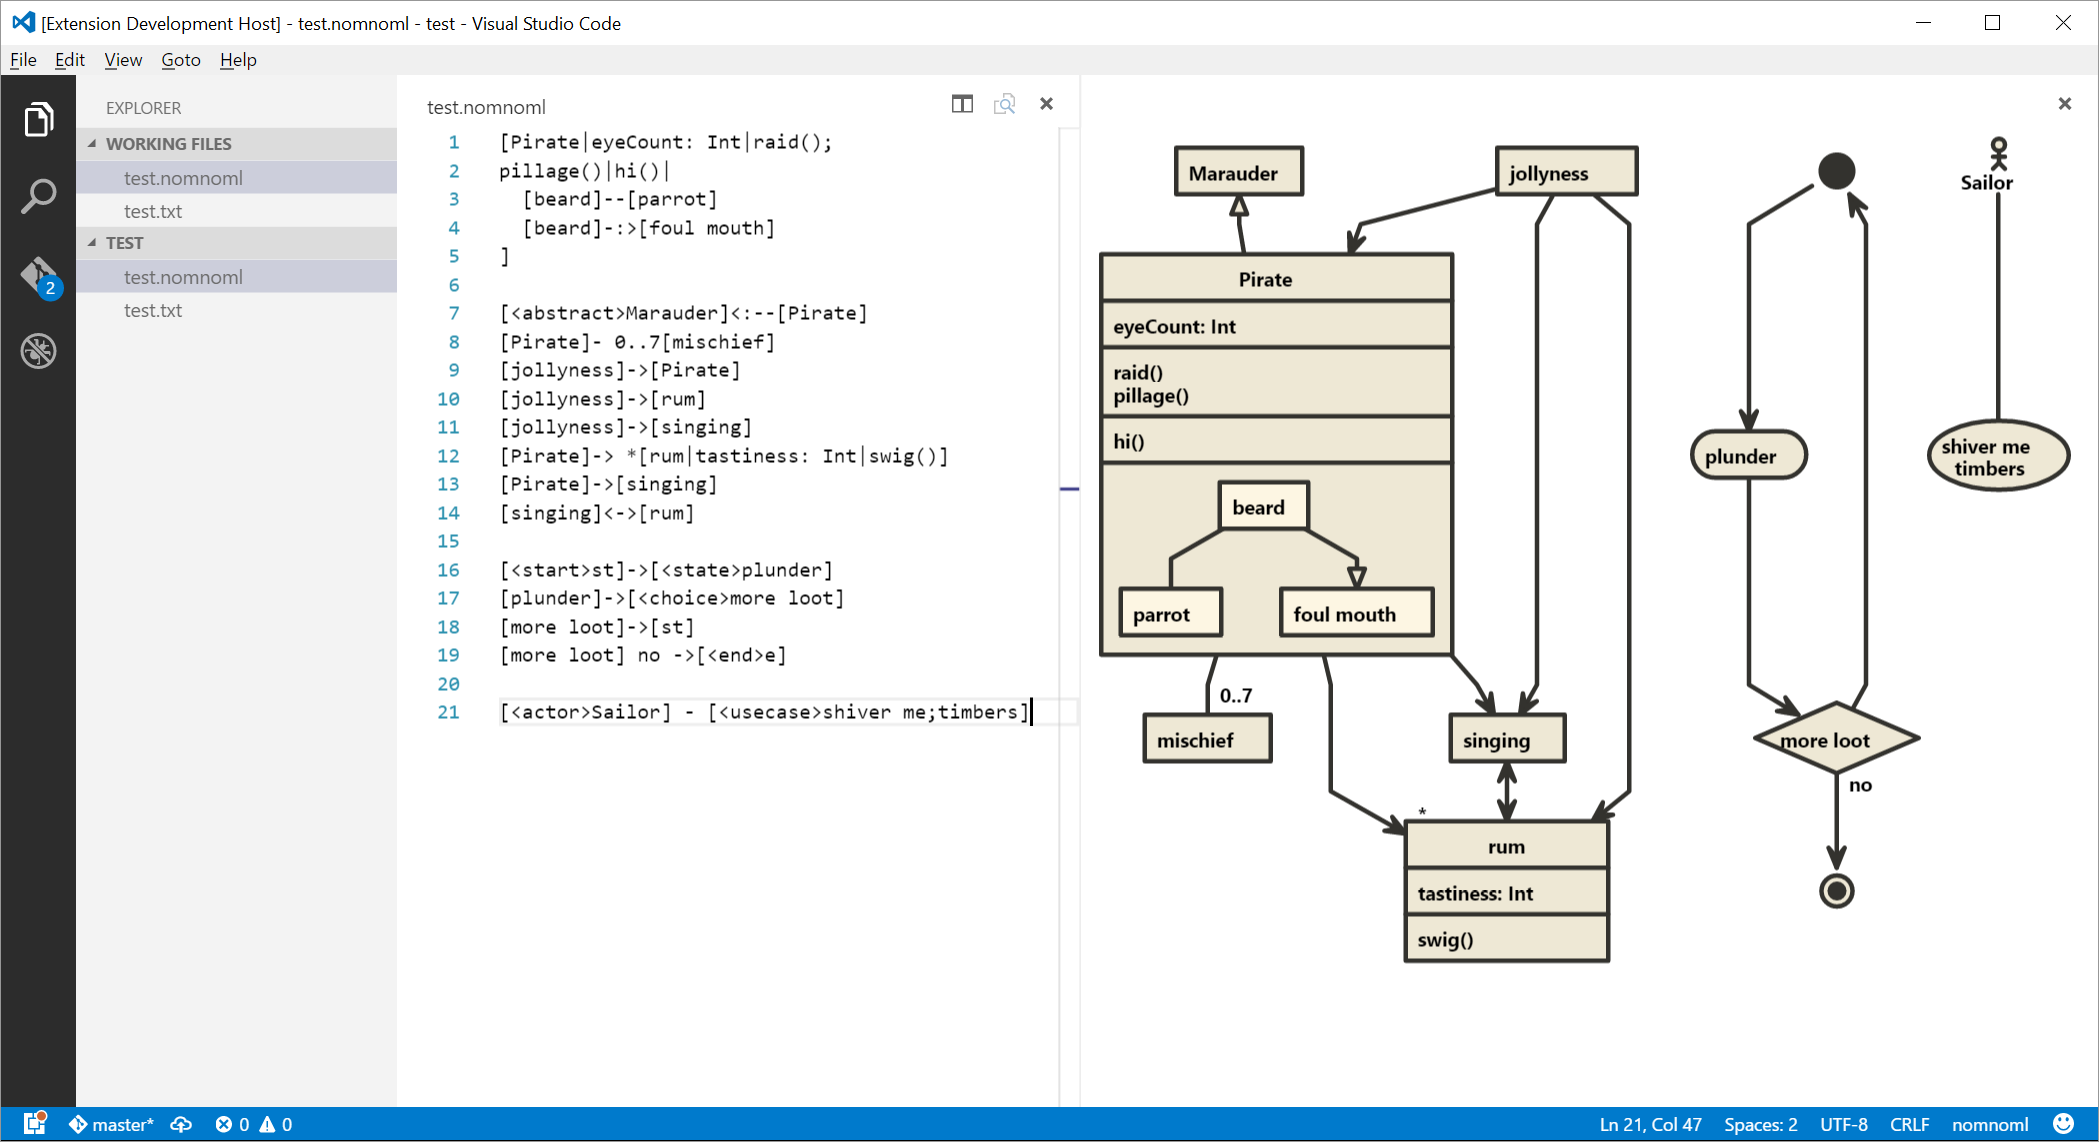 [Extension Development Host] - test.nomnoml - test - Visual Studio Code
File Edit View Goto Help
EXPLORER
WORKING FILES
test.nomnoml
test.txt
TEST
test.nomnoml
test.txt
2
test.nomnoml
1 [Pirate|eyeCount: Int|raid();
2 pillage()|hi()|
3   [beard]--[parrot]
4   [beard]-:>[foul mouth]
5 ]
6
7 [<abstract>Marauder]<:--[Pirate]
8 [Pirate]- 0..7[mischief]
9 [jollyness]->[Pirate]
10 [jollyness]->[rum]
11 [jollyness]->[singing]
12 [Pirate]-> *[rum|tastiness: Int|swig()]
13 [Pirate]->[singing]
14 [singing]<->[rum]
15
16 [<start>st]->[<state>plunder]
17 [plunder]->[<choice>more loot]
18 [more loot]->[st]
19 [more loot] no ->[<end>e]
20
21 [<actor>Sailor] - [<usecase>shiver me;timbers]
Marauder
jollyness
Pirate
eyeCount: Int
raid()
pillage()
hi()
beard
parrot
foul mouth
0..7
mischief
singing
*
rum
tastiness: Int
swig()
plunder
more loot
no
Sailor
shiver me
timbers
master* 0 0
Ln 21, Col 47 Spaces: 2 UTF-8 CRLF nomnoml